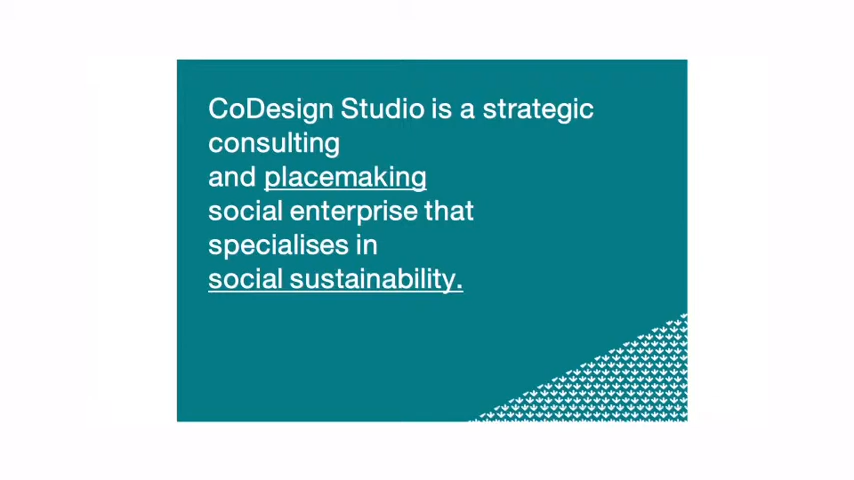 CoDesign Studio is a strategic
consulting
and placemaking
social enterprise that
specialises in
social sustainability.